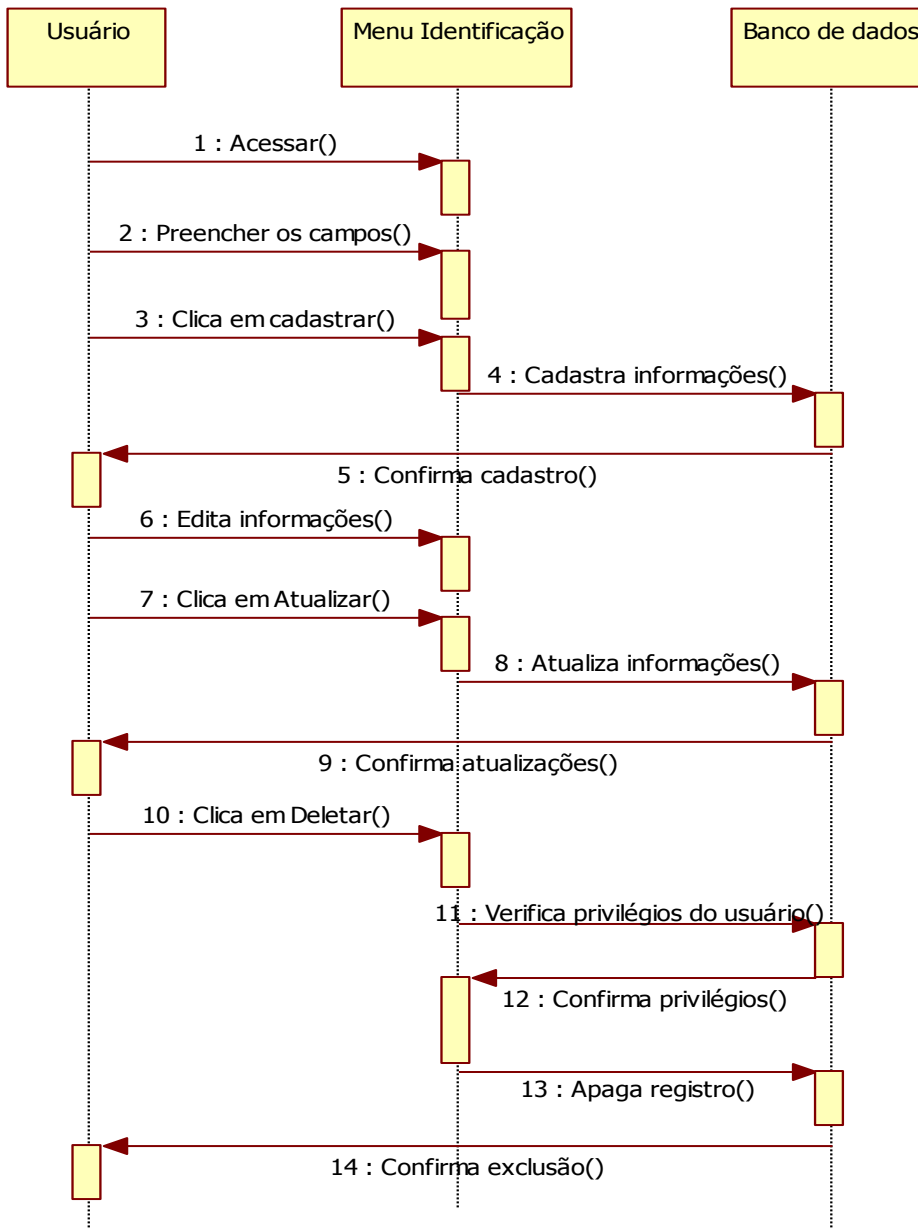 Usuário
Menu Identificação
Banco de dados
1 : Acessar()
2 : Preencher os campos()
3 : Clica em cadastrar()
4 : Cadastra informações()
5 : Confirma cadastro()
6 : Edita informações()
7 : Clica em Atualizar()
8 : Atualiza informações()
9 : Confirma atualizações()
10 : Clica em Deletar()
11 : Verifica privilégios do usuário()
12 : Confirma privilégios()
13 : Apaga registro()
14 : Confirma exclusão()